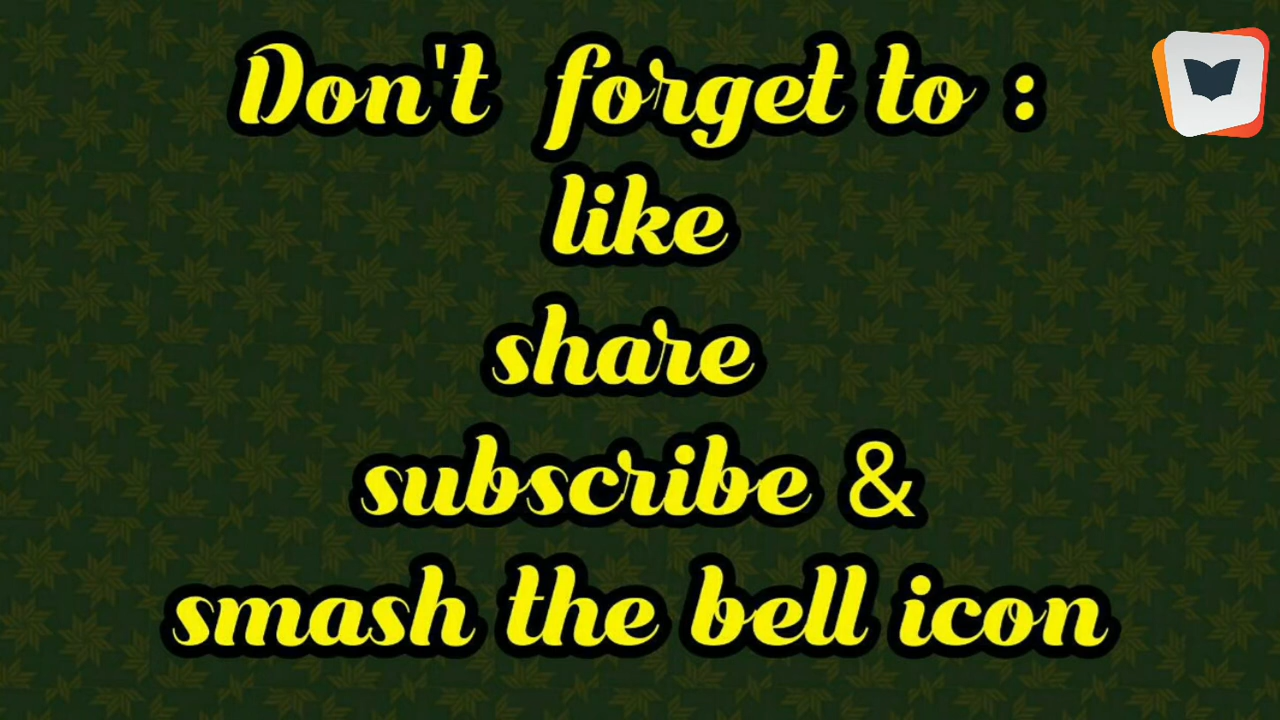 Don't forget to :
like
share
subscribe &
smash the bell icon